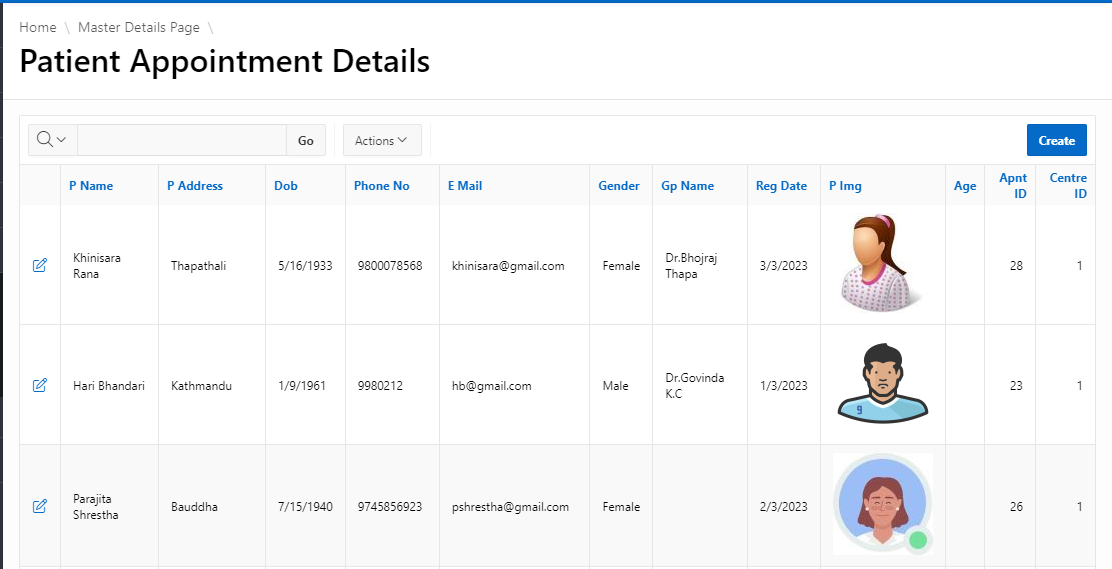 Home \ Master Details Page \
Patient Appointment Details
Go Actions Create
P Name P Address Dob Phone No E Mail Gender Gp Name Reg Date P Img Age Apnt ID Centre ID
Khinisara Rana Thapathali 5/16/1933 9800078568 khinisara@gmail.com Female Dr.Bhojraj Thapa 3/3/2023 28 1
Hari Bhandari Kathmandu 1/9/1961 9980212 hb@gmail.com Male Dr.Govinda K.C 1/3/2023 9 23 1
Parajita Shrestha Bauddha 7/15/1940 9745856923 pshrestha@gmail.com Female 2/3/2023 26 1